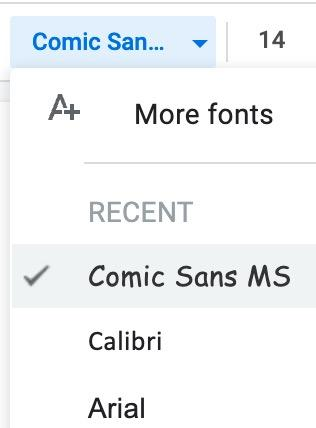 Comic San... 14
More fonts
RECENT
Comic Sans MS
Calibri
Arial